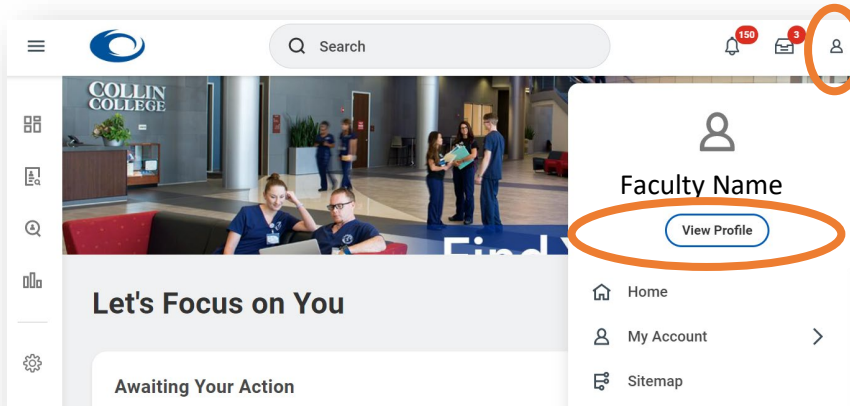 Search
150
3
COLLIN
COLLEGE
Faculty Name
View Profile
Find
Home
Let's Focus on You
My Account
Sitemap
Awaiting Your Action